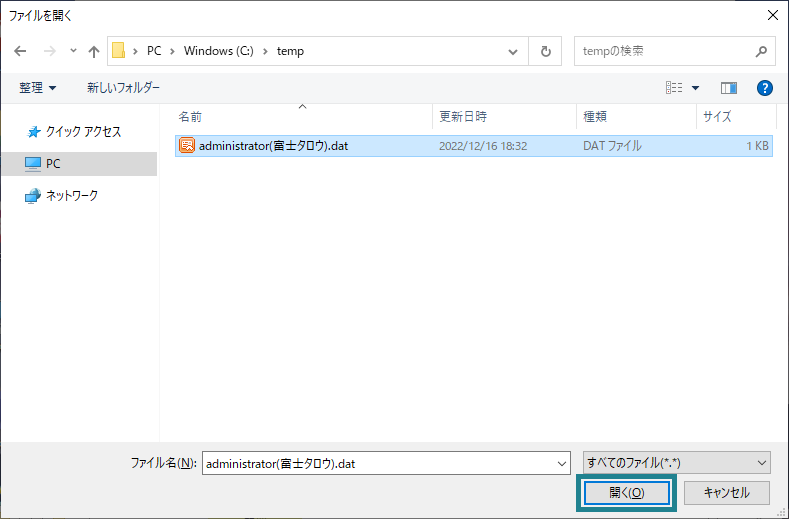 ファイルを開く
PC > Windows (C:) > temp
tempの検索
整理 新しいフォルダー
名前 更新日時 種類 サイズ
クイック アクセス
administrator(富士タロウ).dat 2022/12/16 18:32 DAT ファイル 1 KB
PC
ネットワーク
ファイル名(N): administrator(富士タロウ).dat すべてのファイル(*.*)
開く(O) キャンセル